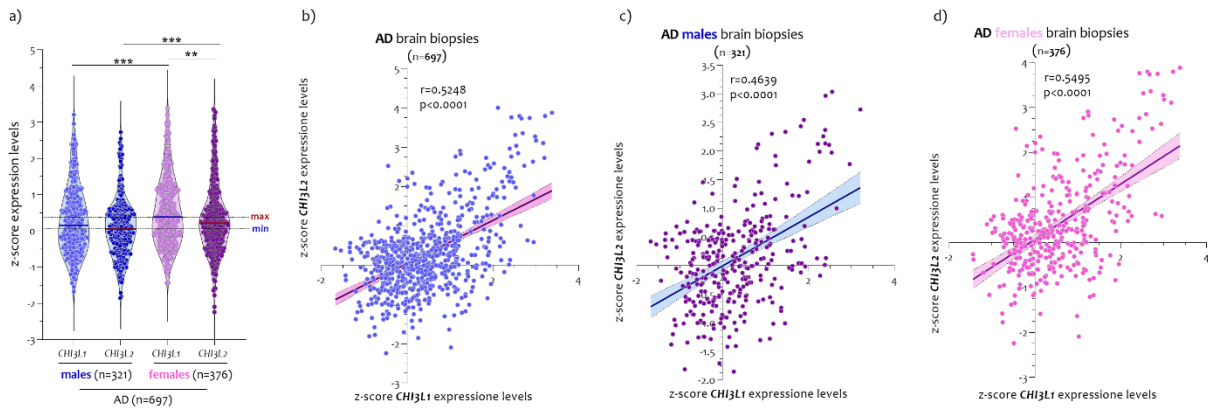 a)
z-score expression levels
5
4
3
2
1
0
-1
-2
-3
***
***
**
max
min
CHI3L1
CHI3L2
CHI3L1
CHI3L2
males (n=321)
females (n=376)
AD (n=697)
b)
AD brain biopsies
(n=697)
r=0.5248
p<0.0001
z-score CHI3L2 expressione levels
5
4
3
2
-2
-3
-2
2
4
z-score CHI3L1 expressione levels
c)
AD males brain biopsies
(n=321)
r=0.4639
p<0.0001
z-score CHI3L2 expressione levels
3.5
3.0
2.5
2.0
1.5
1.0
-1.5
-2.0
-2
2
4
z-score CHI3L1 expressione levels
d)
AD females brain biopsies
(n=376)
r=0.5495
p<0.0001
z-score CHI3L2 expressione levels
4
3
2
-2
-3
-2
2
4
z-score CHI3L1 expressione levels